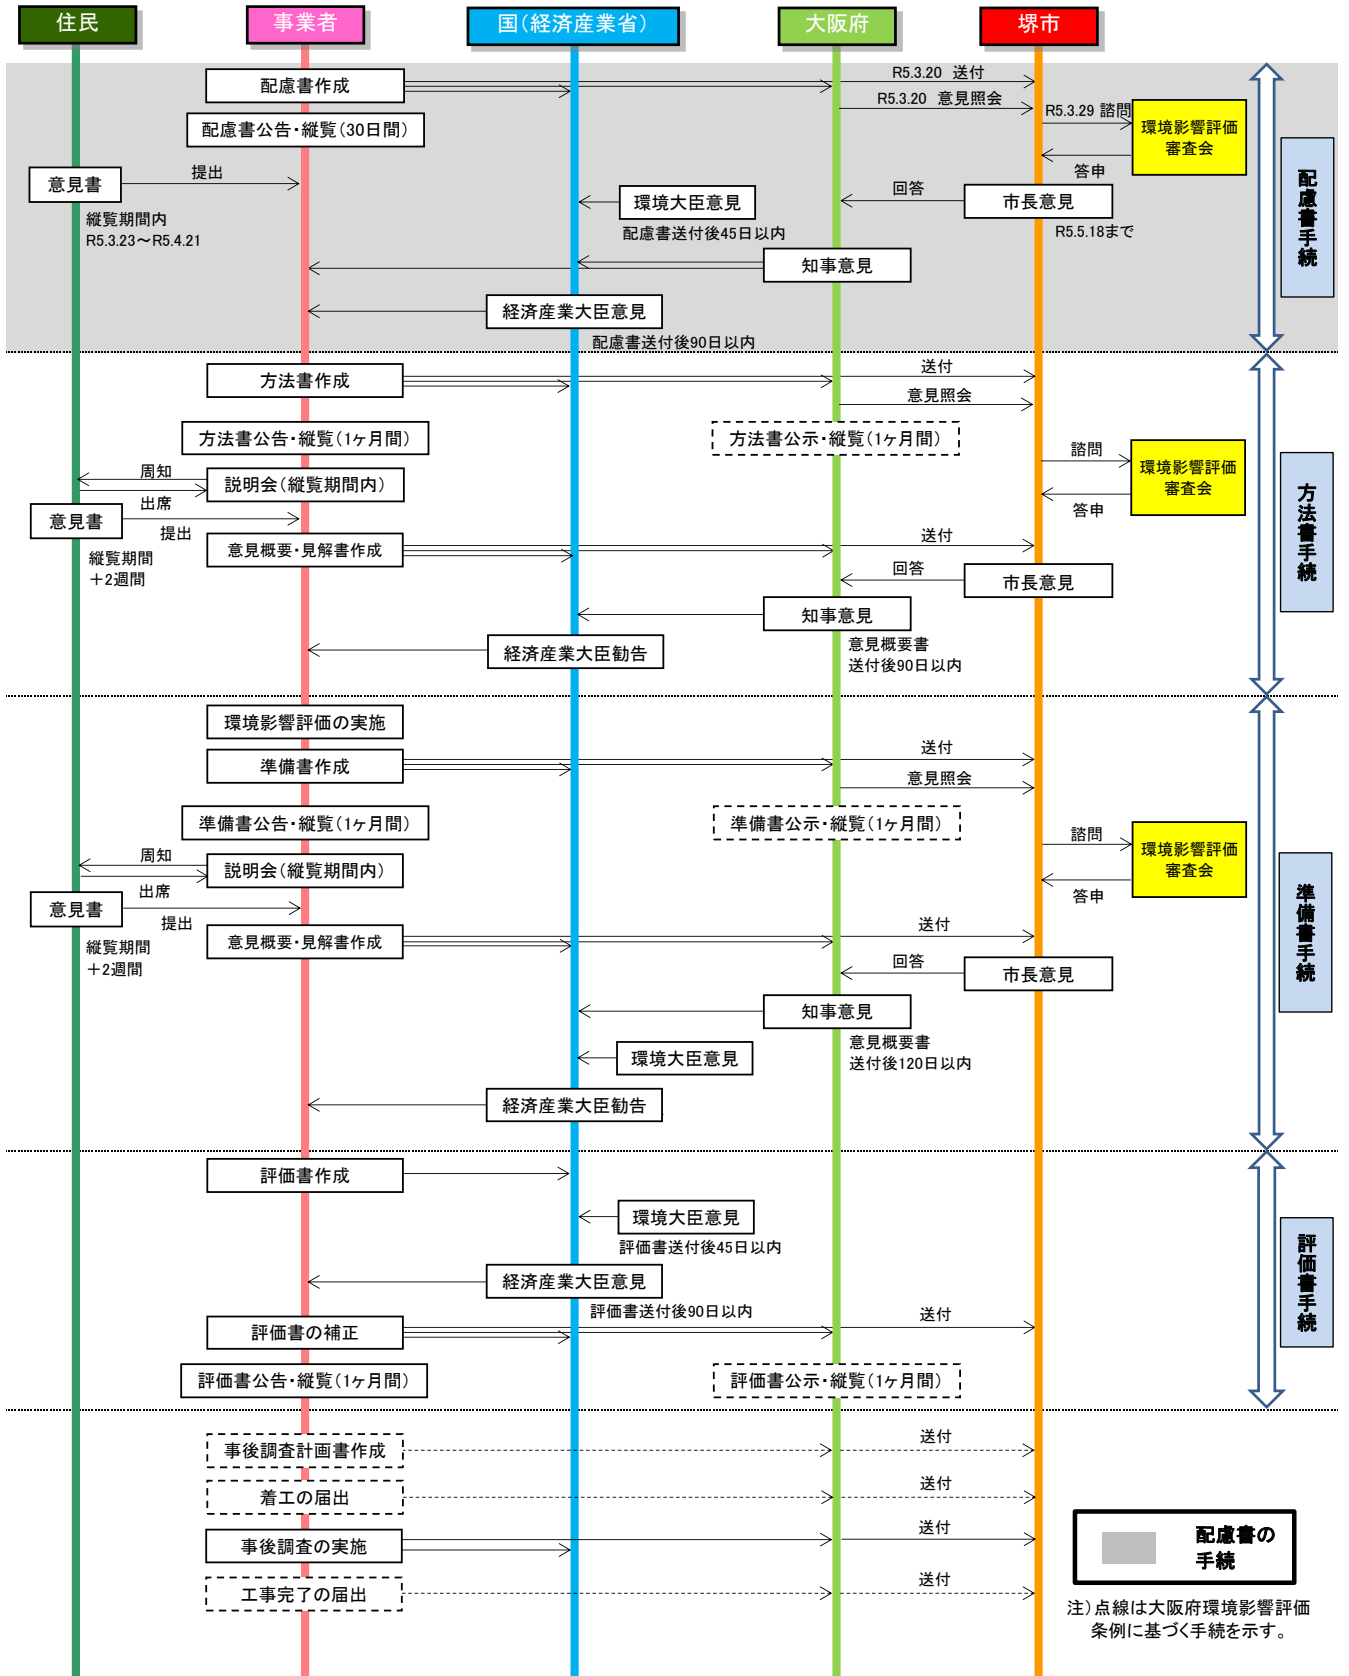 住民
事業者
国(経済産業省)
大阪府
堺市
配慮書作成
R5.3.20 送付
R5.3.20 意見照会
配慮書公告・縦覧(30日間)
R5.3.29 諮問
環境影響評価
審査会
答申
意見書
提出
縦覧期間内
R5.3.23～R5.4.21
環境大臣意見
配慮書送付後45日以内
回答
市長意見
R5.5.18まで
知事意見
経済産業大臣意見
配慮書送付後90日以内
配慮書手続
方法書作成
送付
意見照会
方法書公告・縦覧(1ヶ月間)
方法書公示・縦覧(1ヶ月間)
諮問
環境影響評価
審査会
答申
周知
説明会(縦覧期間内)
出席
意見書
提出
縦覧期間
+2週間
意見概要・見解書作成
送付
回答
市長意見
知事意見
意見概要書
送付後90日以内
経済産業大臣勧告
方法書手続
環境影響評価の実施
準備書作成
送付
意見照会
準備書公告・縦覧(1ヶ月間)
準備書公示・縦覧(1ヶ月間)
諮問
環境影響評価
審査会
答申
周知
説明会(縦覧期間内)
出席
意見書
提出
縦覧期間
+2週間
意見概要・見解書作成
送付
回答
市長意見
知事意見
意見概要書
送付後120日以内
環境大臣意見
経済産業大臣勧告
準備書手続
評価書作成
環境大臣意見
評価書送付後45日以内
経済産業大臣意見
評価書送付後90日以内
評価書の補正
送付
評価書公告・縦覧(1ヶ月間)
評価書公示・縦覧(1ヶ月間)
評価書手続
事後調査計画書作成
送付
着工の届出
送付
事後調査の実施
送付
工事完了の届出
送付
配慮書の
手続
注)点線は大阪府環境影響評価
条例に基づく手続を示す。